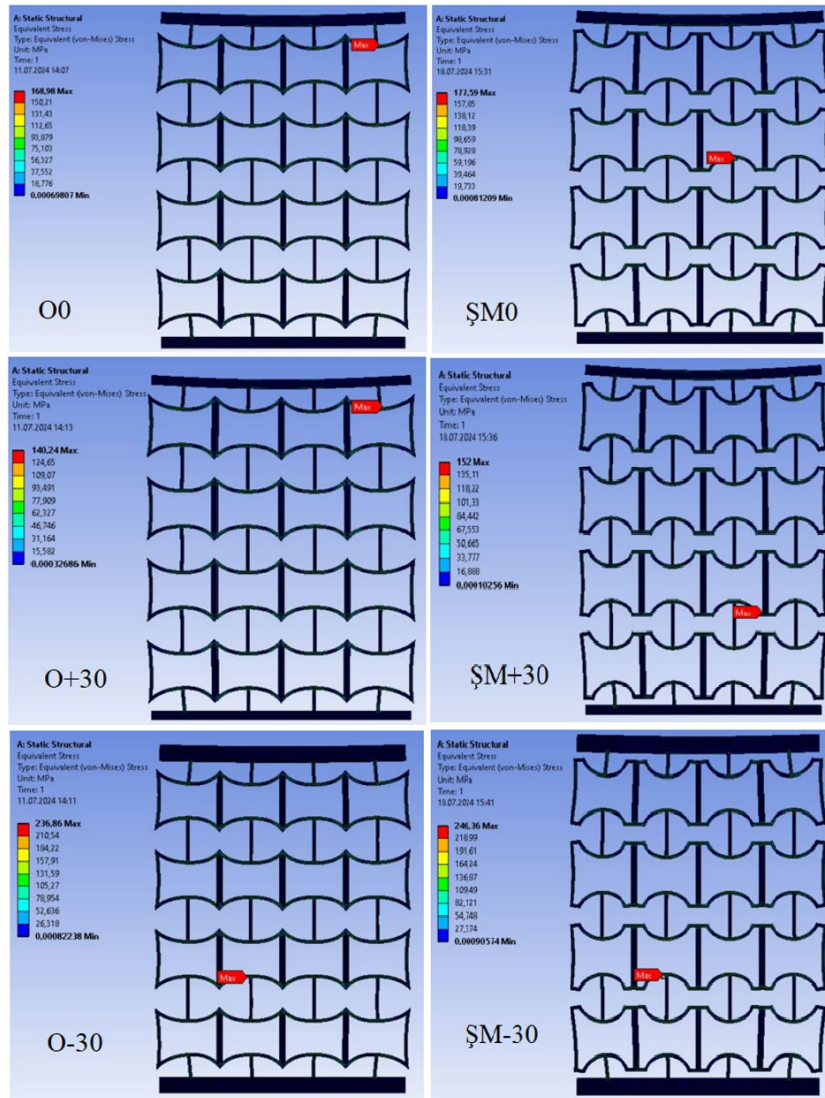 A: Static Structural
Equivalent Stress
Type: Equivalent (von-Mises) Stress
Unit: MPa
Time: 1
11.07.2024 14:07
168,98 Max
150,21
131,43
112,65
93,879
75,103
56,327
37,552
18,776
0,00069807 Min
Max
O0
A: Static Structural
Equivalent Stress
Type: Equivalent (von-Mises) Stress
Unit: MPa
Time: 1
18.07.2024 15:31
177,59 Max
157,85
138,12
118,39
98,659
78,928
59,196
39,464
19,733
0,00081209 Min
Max
ŞM0
A: Static Structural
Equivalent Stress
Type: Equivalent (von-Mises) Stress
Unit: MPa
Time: 1
11.07.2024 14:13
140,24 Max
124,65
109,07
93,491
77,909
62,327
46,746
31,164
15,582
0,00032686 Min
Max
O+30
A: Static Structural
Equivalent Stress
Type: Equivalent (von-Mises) Stress
Unit: MPa
Time: 1
18.07.2024 15:36
152 Max
135,11
118,22
101,33
84,442
67,553
50,665
33,777
16,888
0,00010256 Min
Max
ŞM+30
A: Static Structural
Equivalent Stress
Type: Equivalent (von-Mises) Stress
Unit: MPa
Time: 1
11.07.2024 14:11
236,86 Max
210,54
184,22
157,91
131,59
105,27
78,954
52,636
26,318
0,00082238 Min
Max
O-30
A: Static Structural
Equivalent Stress
Type: Equivalent (von-Mises) Stress
Unit: MPa
Time: 1
18.07.2024 15:41
246,36 Max
218,99
191,61
164,24
136,87
109,49
82,121
54,748
27,374
0,00090574 Min
Max
ŞM-30